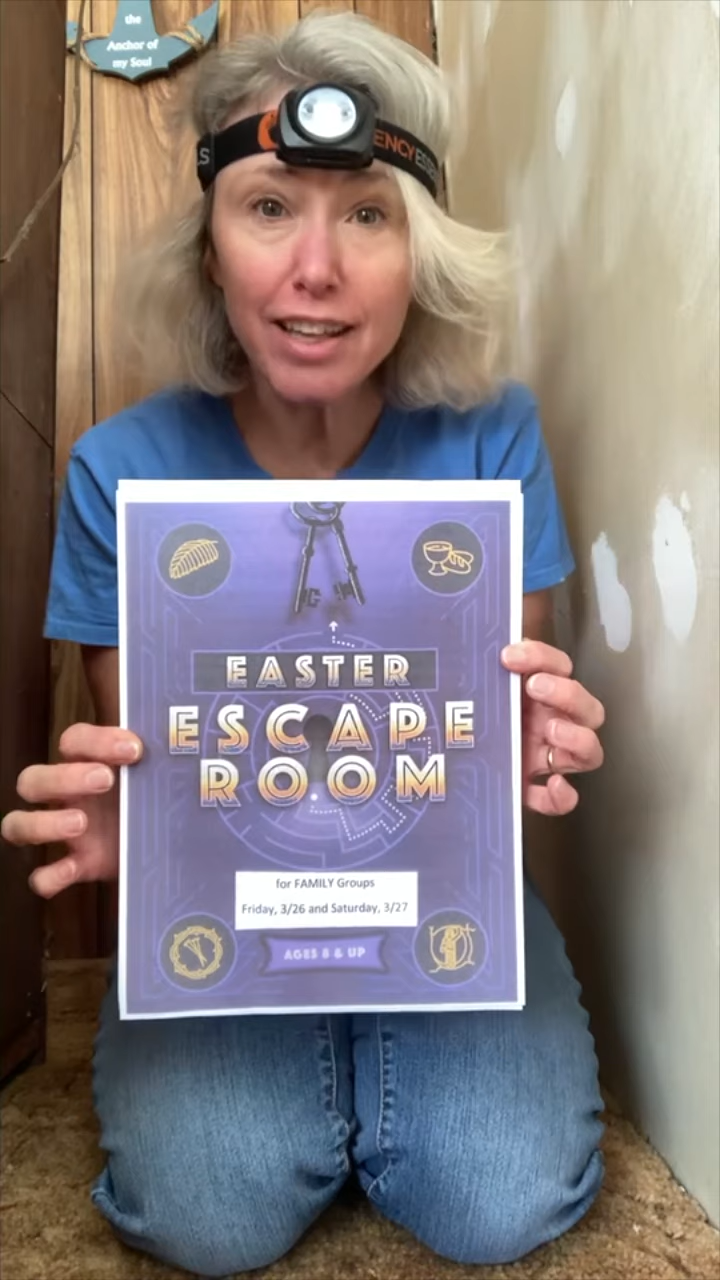 the
Anchor of
my Soul
LS
ENCY
EASTER
ESCAPE
ROOM
for FAMILY Groups
Friday, 3/26 and Saturday, 3/27
AGES 8 & UP